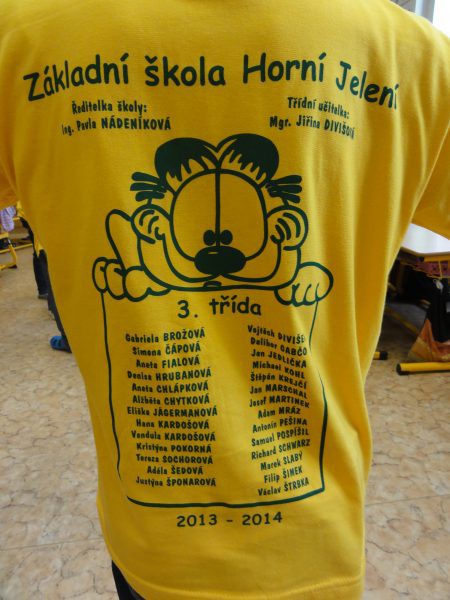 Základní škola Horní Jelení
Ředitelka školy:
Ing. Pavla NÁDENÍKOVÁ
Třídní učitelka:
Mgr. Jiřina DIVIŠOVÁ
3. třída
Gabriela BROŽOVÁ
Simona ČÁPOVÁ
Aneta FIALOVÁ
Denisa HRUBANOVÁ
Aneta CHLÁPKOVÁ
Alžběta CHYTKOVÁ
Eliška JÄGERMANOVÁ
Hana KARDOŠOVÁ
Vendula KARDOŠOVÁ
Kristýna POKORNÁ
Tereza SOCHOROVÁ
Adéla ŠEDOVÁ
Justýna ŠPONAROVÁ
Vojtěch DIVIŠ
Dalibor GABČO
Jan JEDLIČKA
Michael KOHL
Štěpán KREJČÍ
Jan MARSCHAL
Josef MARTINEK
Adam MRÁZ
Antonín PEŠINA
Samuel POSPÍŠIL
Richard SCHWARZ
Marek SLABÝ
Filip ŠIMEK
Václav ŠTRBKA
2013 - 2014